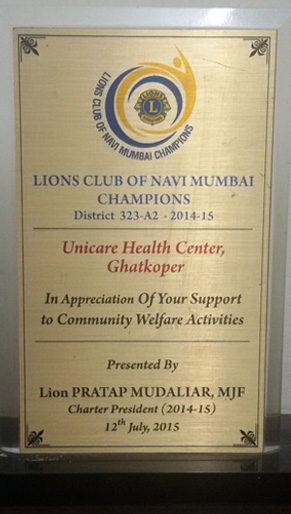 LIONS CLUB OF NAVI MUMBAI CHAMPIONS
LIONS
L
LIONS CLUB OF NAVI MUMBAI
CHAMPIONS
District 323-A2 - 2014-15
Unicare Health Center,
Ghatkoper
In Appreciation Of Your Support
to Community Welfare Activities
Presented By
Lion PRATAP MUDALIAR, MJF
Charter President (2014-15)
12th July, 2015